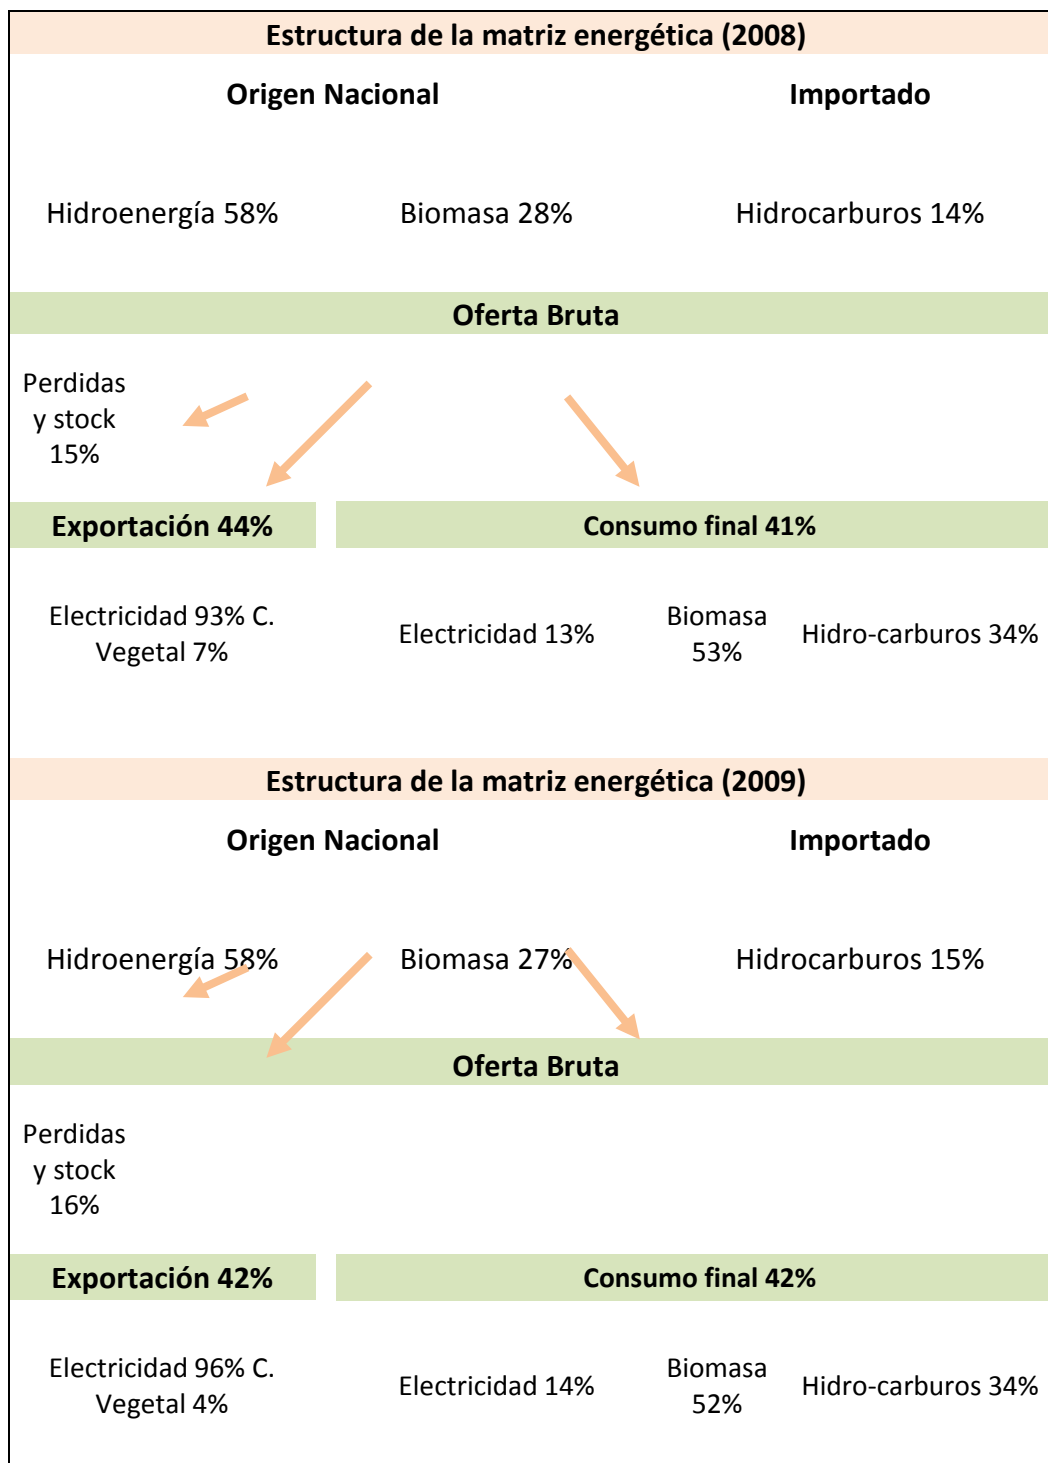 Estructura de la matriz energética (2008)
Origen Nacional
Importado
Hidroenergía 58%
Biomasa 28%
Hidrocarburos 14%
Oferta Bruta
Perdidas
y stock
15%
Exportación 44%
Consumo final 41%
Electricidad 93% C.
Vegetal 7%
Electricidad 13%
Biomasa
53%
Hidro-carburos 34%
Estructura de la matriz energética (2009)
Origen Nacional
Importado
Hidroenergía 58%
Biomasa 27%
Hidrocarburos 15%
Oferta Bruta
Perdidas
y stock
16%
Exportación 42%
Consumo final 42%
Electricidad 96% C.
Vegetal 4%
Electricidad 14%
Biomasa
52%
Hidro-carburos 34%